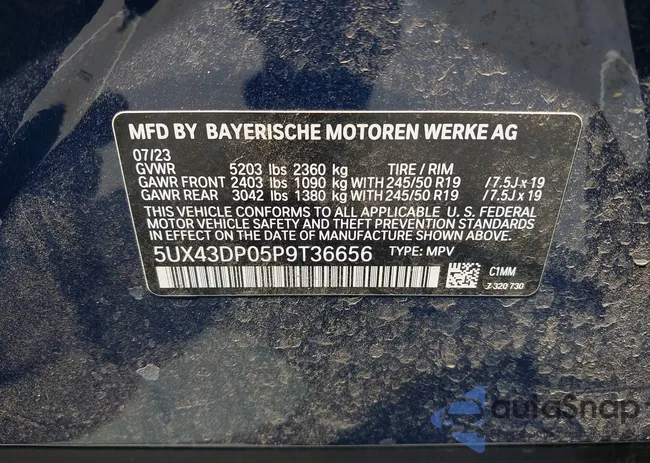 MFD BY BAYERISCHE MOTOREN WERKE AG
07/23
GVWR 5203 lbs 2360 kg TIRE / RIM
GAWR FRONT 2403 lbs 1090 kg WITH 245/50 R19 /7.5J x 19
GAWR REAR 3042 lbs 1380 kg WITH 245/50 R19 /7.5J x 19
THIS VEHICLE CONFORMS TO ALL APPLICABLE U. S. FEDERAL
MOTOR VEHICLE SAFETY AND THEFT PREVENTION STANDARDS
IN EFFECT ON THE DATE OF MANUFACTURE SHOWN ABOVE.
5UX43DP05P9T36656 TYPE: MPV
C1MM
7 320 730
autoSnap